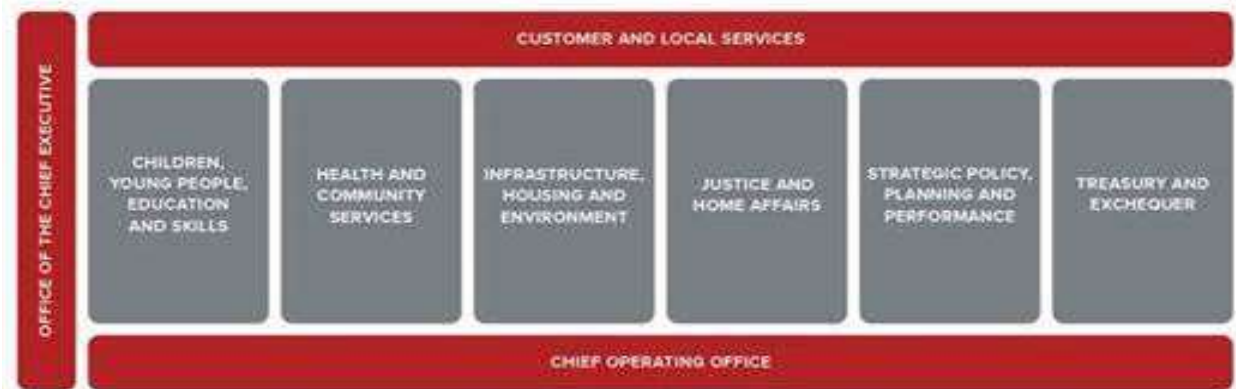 OFFICE OF THE CHIEF EXECUTIVE
CUSTOMER AND LOCAL SERVICES
CHILDREN,
YOUNG PEOPLE,
EDUCATION
AND SKILLS
HEALTH AND
COMMUNITY
SERVICES
INFRASTRUCTURE,
HOUSING AND
ENVIRONMENT
JUSTICE AND
HOME AFFAIRS
STRATEGIC POLICY,
PLANNING AND
PERFORMANCE
TREASURY AND
EXCHEQUER
CHIEF OPERATING OFFICE